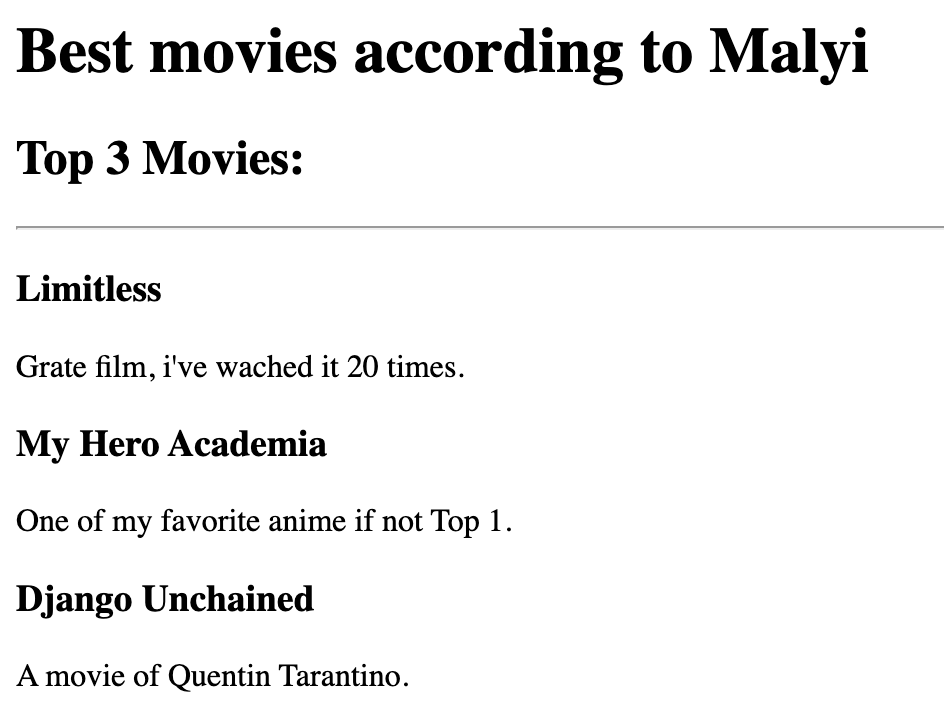 Best movies according to Malyi
Top 3 Movies:
Limitless
Grate film, i've wached it 20 times.
My Hero Academia
One of my favorite anime if not Top 1.
Django Unchained
A movie of Quentin Tarantino.